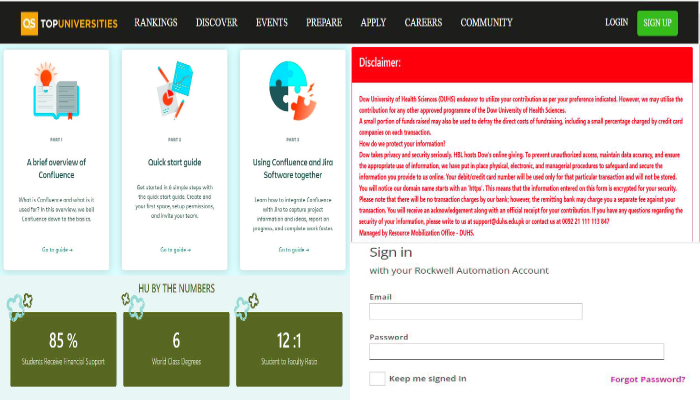 QS TOPUNIVERSITIES RANKINGS DISCOVER EVENTS PREPARE APPLY CAREERS COMMUNITY LOGIN SIGN UP
PART 1
A brief overview of
Confluence
What is Confluence and what is it
used for? In this overview, we boil
Confluence down to the basics.
Go to guide →
PART 2
Quick start guide
Get started in 6 simple steps with
the quick start guide. Create and
your first space, setup permissions,
and invite your team.
Go to guide →
PART 3
Using Confluence and Jira
Software together
Learn how to integrate Confluence
with Jira to capture project
information and ideas, report on
progress, and complete work faster.
Go to guide →
HU BY THE NUMBERS
85 %
Students Receive Financial Support
6
World Class Degrees
12 :1
Student to Faculty Ratio
Disclaimer:
Dow University of Health Sciences (DUHS) endeavor to utilize your contribution as per your preference indicated. However, we may utilise the
contribution for any other approved programme of the Dow University of Health Sciences.
A small portion of funds raised may also be used to defray the direct costs of fundraising, including a small percentage charged by credit card
companies on each transaction.
How do we protect your information?
Dow takes privacy and security seriously. HBL hosts Dow's online giving. To prevent unauthorized access, maintain data accuracy, and ensure
the appropriate use of information, we have put in place physical, electronic, and managerial procedures to safeguard and secure the
information you provide to us online. Your debit/credit card number will be used only for that particular transaction and will not be stored.
You will notice our domain name starts with an 'https'. This means that the information entered on this form is encrypted for your security.
Please note that there will be no transaction charges by our bank; however, the remitting bank may charge you a separate fee against your
transaction. You will receive an acknowledgement along with an official receipt for your contribution. If you have any questions regarding the
security of your information, please write to us at support@duhs.edu.pk or contact us at 0092 21 111 113 847
Managed by Resource Mobilization Office - DUHS.
Sign in
with your Rockwell Automation Account
Email
Password
Keep me signed in
Forgot Password?